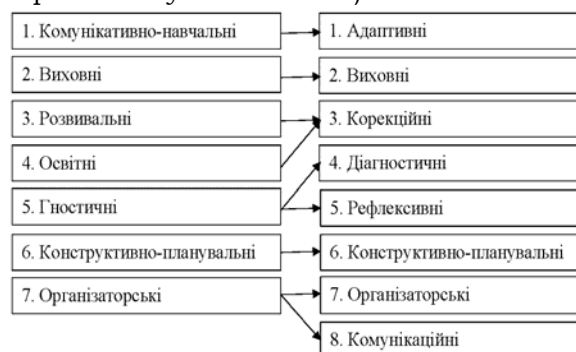 1. Комунікативно-навчальні
1. Адаптивні
2. Виховні
2. Виховні
3. Розвивальні
3. Корекційні
4. Освітні
4. Діагностичні
5. Гностичні
5. Рефлексивні
6. Конструктивно-планувальні
6. Конструктивно-планувальні
7. Організаторські
7. Організаторські
8. Комунікаційні